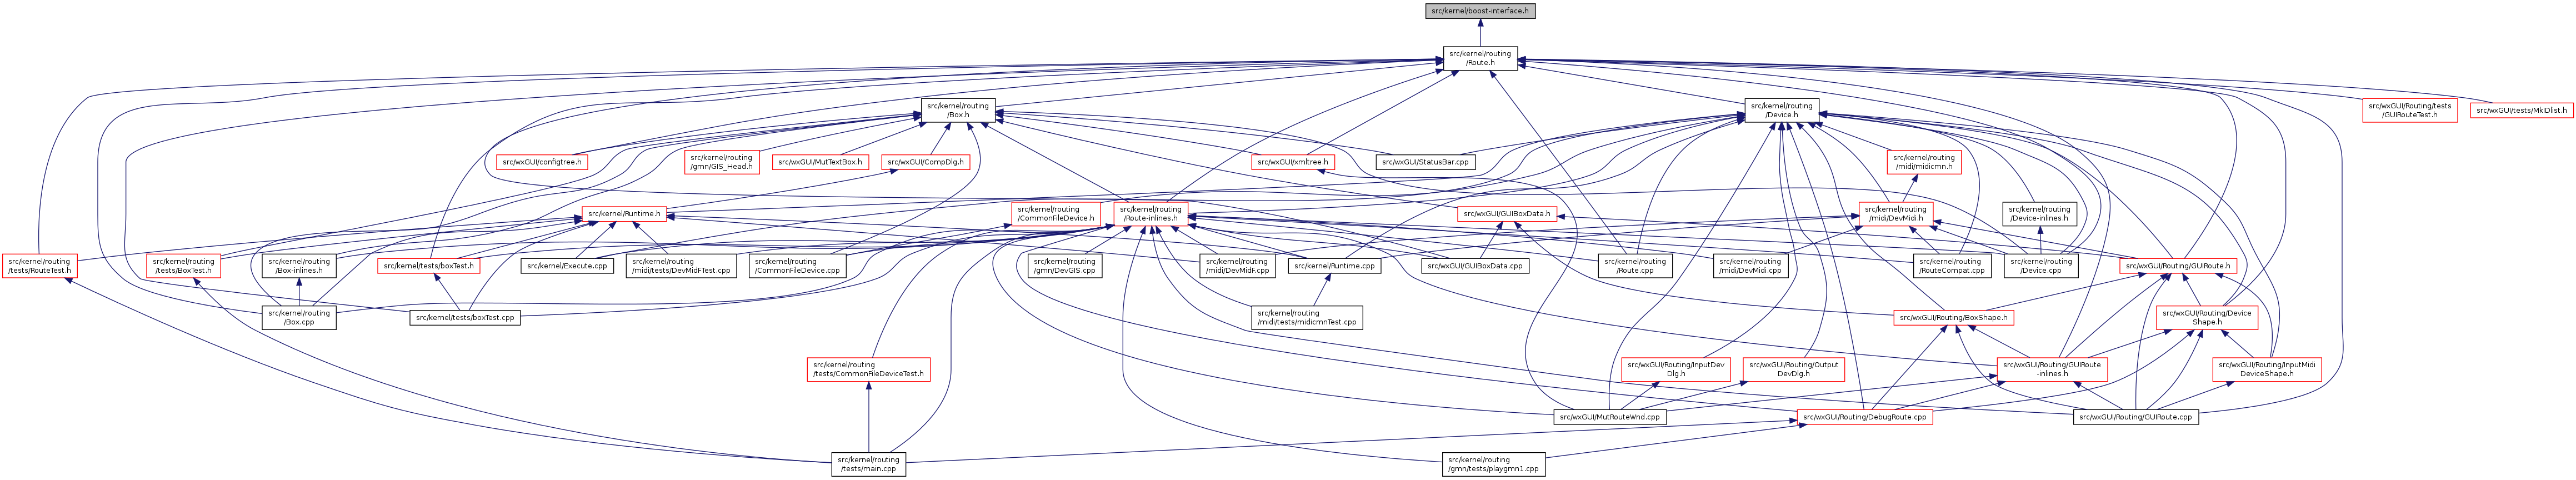 src/kernel/boost-interface.h
src/kernel/routing
/Route.h
src/kernel/routing
/Box.h
src/kernel/routing
/Device.h
src/wxGUI/Routing/tests
/GUIRouteTest.h
src/wxGUI/tests/MkIDlist.h
src/wxGUI/configtree.h
src/kernel/routing
/gmn/GIS_Head.h
src/wxGUI/MutTextBox.h
src/wxGUI/CompDlg.h
src/wxGUI/xmltree.h
src/wxGUI/StatusBar.cpp
src/kernel/routing
/midi/midicmn.h
src/kernel/Runtime.h
src/kernel/routing
/CommonFileDevice.h
src/kernel/routing
/Route-inlines.h
src/wxGUI/GUIBoxData.h
src/kernel/routing
/midi/DevMidi.h
src/kernel/routing
/Device-inlines.h
src/kernel/routing
/tests/RouteTest.h
src/kernel/routing
/tests/BoxTest.h
src/kernel/routing
/Box-inlines.h
src/kernel/tests/boxTest.h
src/kernel/Execute.cpp
src/kernel/routing
/midi/tests/DevMidFTest.cpp
src/kernel/routing
/CommonFileDevice.cpp
src/kernel/routing
/gmn/DevGIS.cpp
src/kernel/routing
/midi/DevMidF.cpp
src/kernel/Runtime.cpp
src/wxGUI/GUIBoxData.cpp
src/kernel/routing
/Route.cpp
src/kernel/routing
/midi/DevMidi.cpp
src/kernel/routing
/RouteCompat.cpp
src/kernel/routing
/Device.cpp
src/wxGUI/Routing/GUIRoute.h
src/kernel/routing
/Box.cpp
src/kernel/tests/boxTest.cpp
src/kernel/routing
/midi/tests/midicmnTest.cpp
src/wxGUI/Routing/BoxShape.h
src/wxGUI/Routing/Device
Shape.h
src/kernel/routing
/tests/CommonFileDeviceTest.h
src/wxGUI/Routing/InputDev
Dlg.h
src/wxGUI/Routing/Output
DevDlg.h
src/wxGUI/Routing/GUIRoute
-inlines.h
src/wxGUI/Routing/InputMidi
DeviceShape.h
src/wxGUI/MutRouteWnd.cpp
src/wxGUI/Routing/DebugRoute.cpp
src/wxGUI/Routing/GUIRoute.cpp
src/kernel/routing
/tests/main.cpp
src/kernel/routing
/gmn/tests/playgmn1.cpp